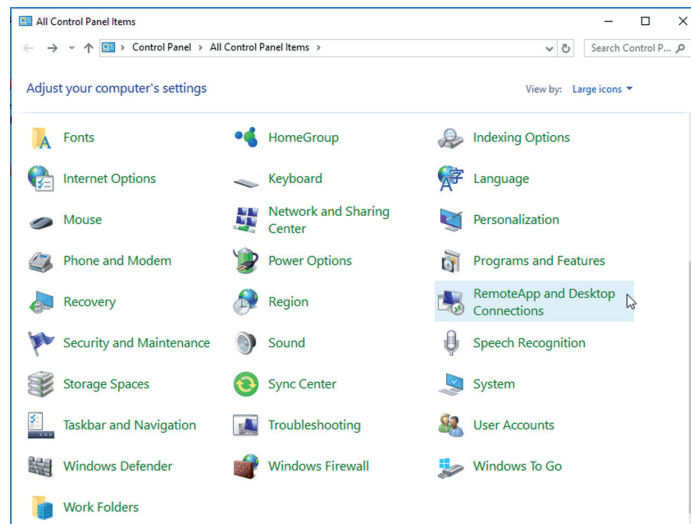 All Control Panel Items
Control Panel > All Control Panel Items >
Search Control P...
Adjust your computer's settings
View by: Large icons
Fonts
HomeGroup
Indexing Options
Internet Options
Keyboard
Language
Mouse
Network and Sharing
Center
Personalization
Phone and Modem
Power Options
Programs and Features
Recovery
Region
RemoteApp and Desktop
Connections
Security and Maintenance
Sound
Speech Recognition
Storage Spaces
Sync Center
System
Taskbar and Navigation
Troubleshooting
User Accounts
Windows Defender
Windows Firewall
Windows To Go
Work Folders